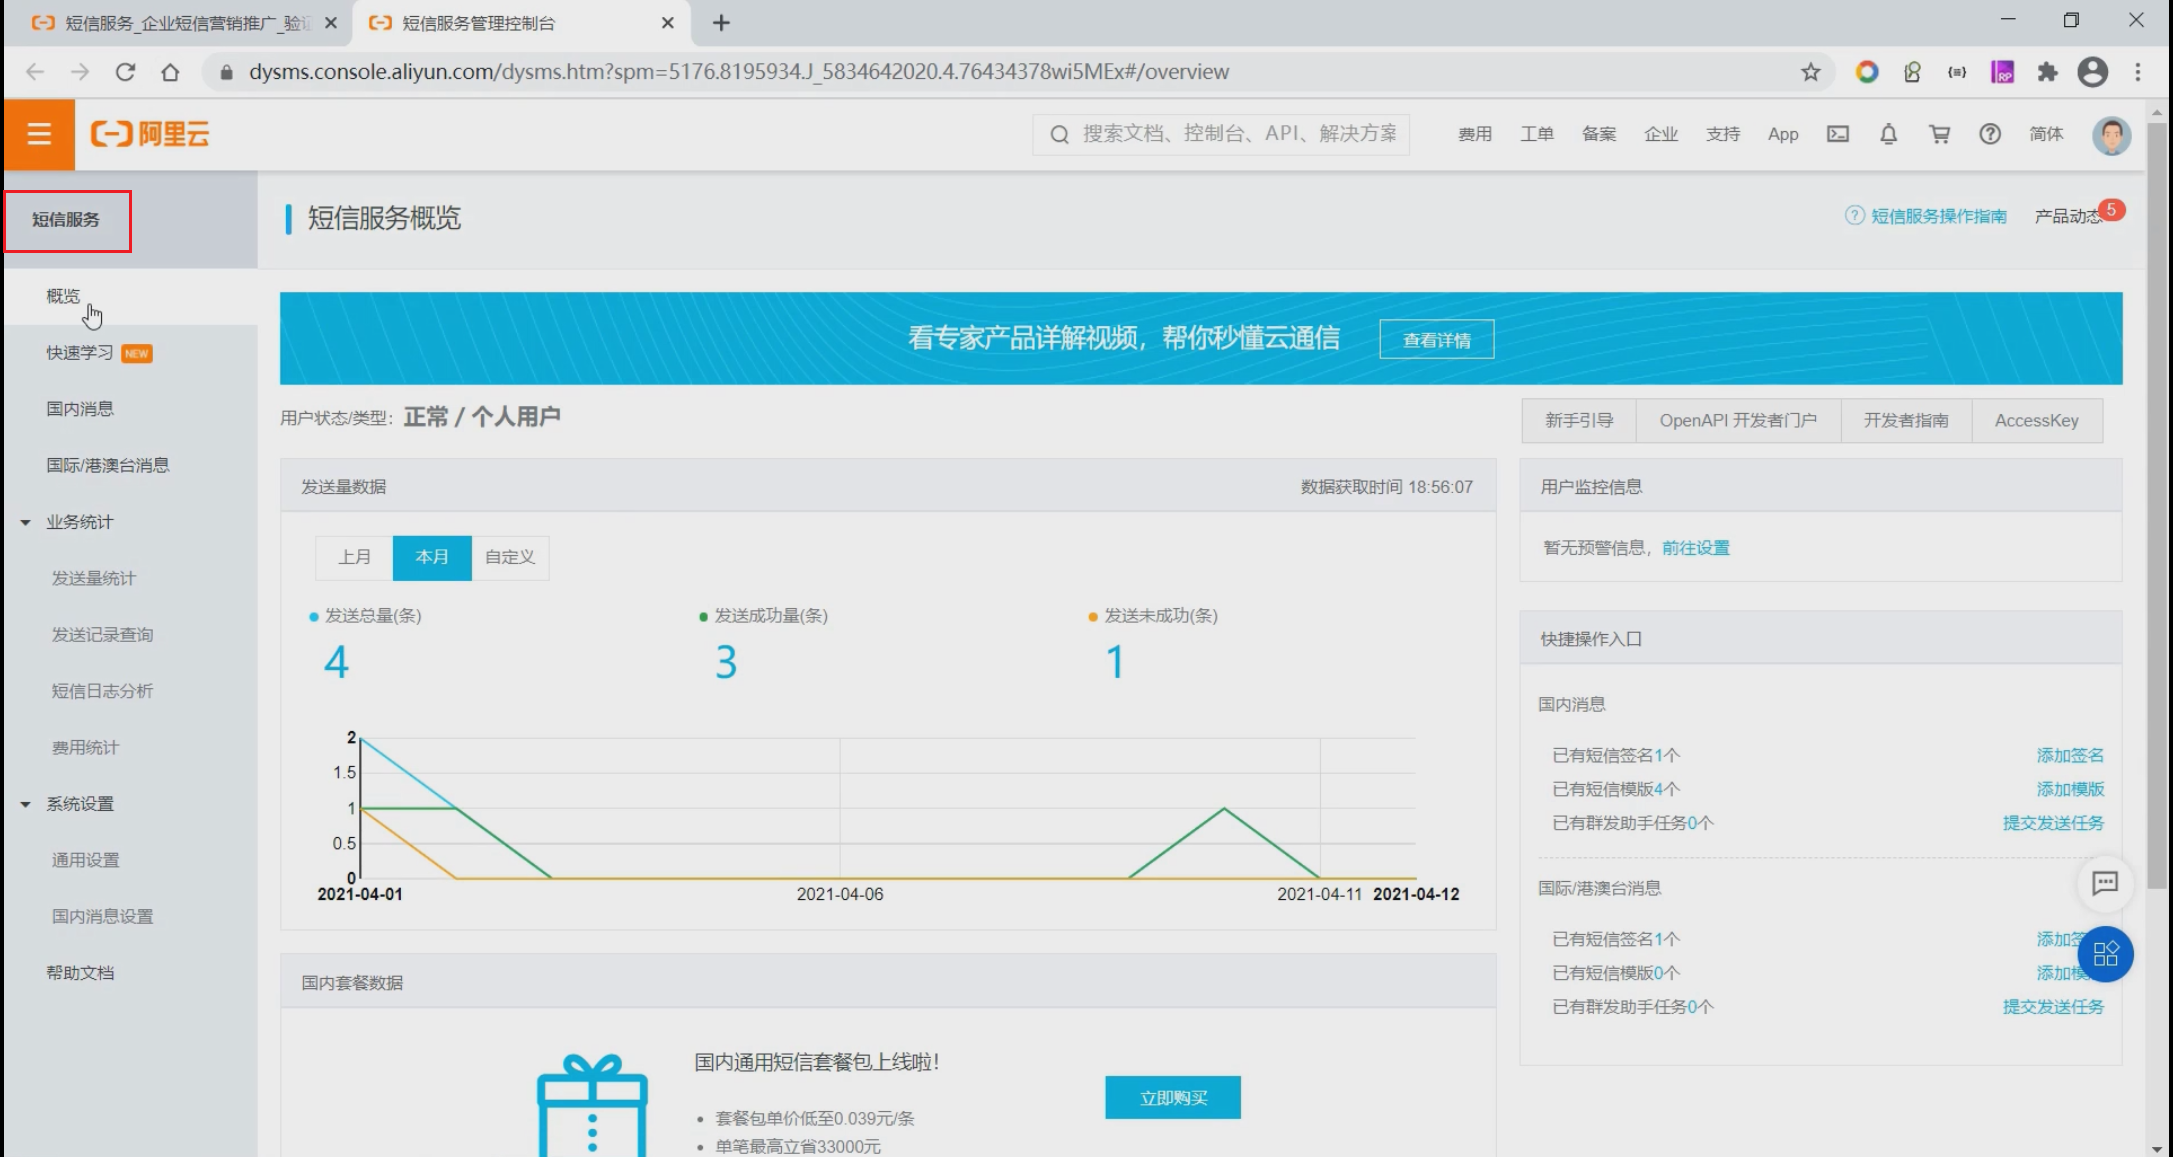 短信服务_企业短信营销推广_验证
短信服务管理控制台
dysms.console.aliyun.com/dysms.htm?spm=5176.8195934.J_5834642020.4.76434378wi5MEx#/overview
阿里云
搜索文档、控制台、API、解决方案
费用 工单 备案 企业 支持 App 简体
短信服务
短信服务概览
短信服务操作指南 产品动态 5
概览
快速学习 NEW
国内消息
国际/港澳台消息
业务统计
发送量统计
发送记录查询
短信日志分析
费用统计
系统设置
通用设置
国内消息设置
帮助文档
看专家产品详解视频，帮你秒懂云通信 查看详情
用户状态/类型：正常 / 个人用户
新手引导 OpenAPI 开发者门户 开发者指南 AccessKey
发送量数据 数据获取时间 18:56:07
上月 本月 自定义
发送总量(条) 发送成功量(条) 发送未成功(条)
4 3 1
2
1.5
1
0.5
0
2021-04-01 2021-04-06 2021-04-11 2021-04-12
国内套餐数据
国内通用短信套餐包上线啦！
立即购买
套餐包单价低至0.039元/条
单笔最高立省33000元
用户监控信息
暂无预警信息，前往设置
快捷操作入口
国内消息
已有短信签名1个 添加签名
已有短信模版4个 添加模版
已有群发助手任务0个 提交发送任务
国际/港澳台消息
已有短信签名1个 添加
已有短信模版0个 添加
已有群发助手任务0个 提交发送任务